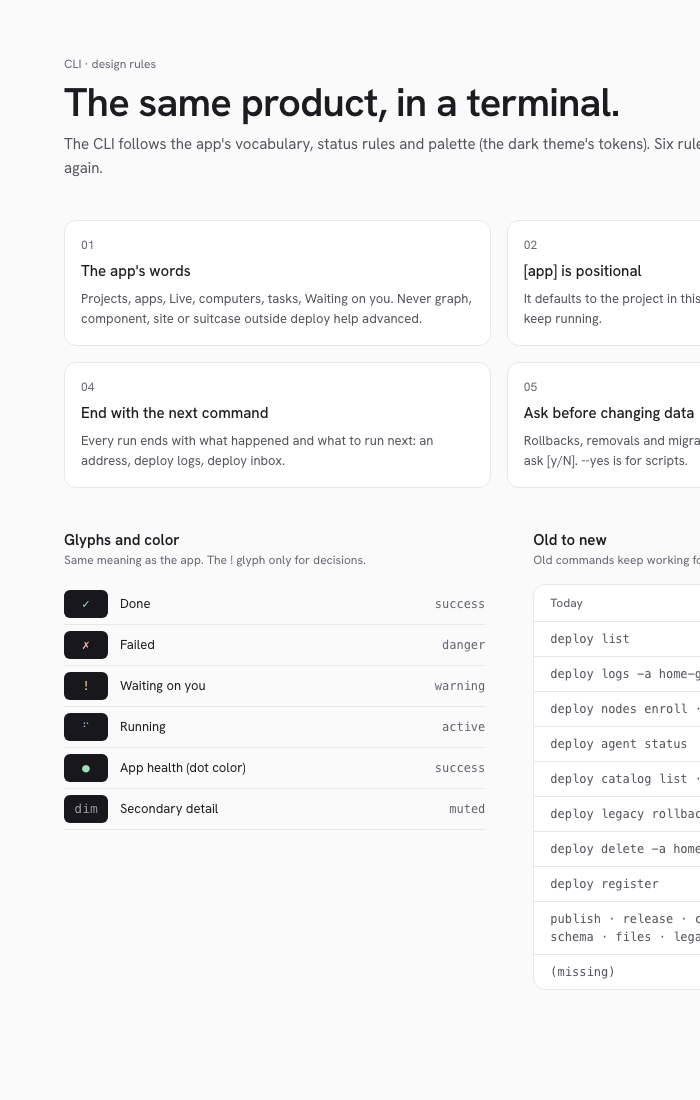 CLI · design rules
The same product, in a terminal.
The CLI follows the app's vocabulary, status rules and palette (the dark theme's tokens). Six rule
again.
01
The app's words
Projects, apps, Live, computers, tasks, Waiting on you. Never graph,
component, site or suitcase outside deploy help advanced.
02
[app] is positional
It defaults to the project in this
keep running.
04
End with the next command
Every run ends with what happened and what to run next: an
address, deploy logs, deploy inbox.
05
Ask before changing data
Rollbacks, removals and migra
ask [y/N]. --yes is for scripts.
Glyphs and color
Same meaning as the app. The ! glyph only for decisions.
✓ Done success
✗ Failed danger
! Waiting on you warning
⠋ Running active
● App health (dot color) success
dim Secondary detail muted
Old to new
Old commands keep working fo
Today
deploy list
deploy logs —a home-g
deploy nodes enroll ·
deploy agent status
deploy catalog list ·
deploy legacy rollbac
deploy delete —a home
deploy register
publish · release · c
schema · files · lega
(missing)